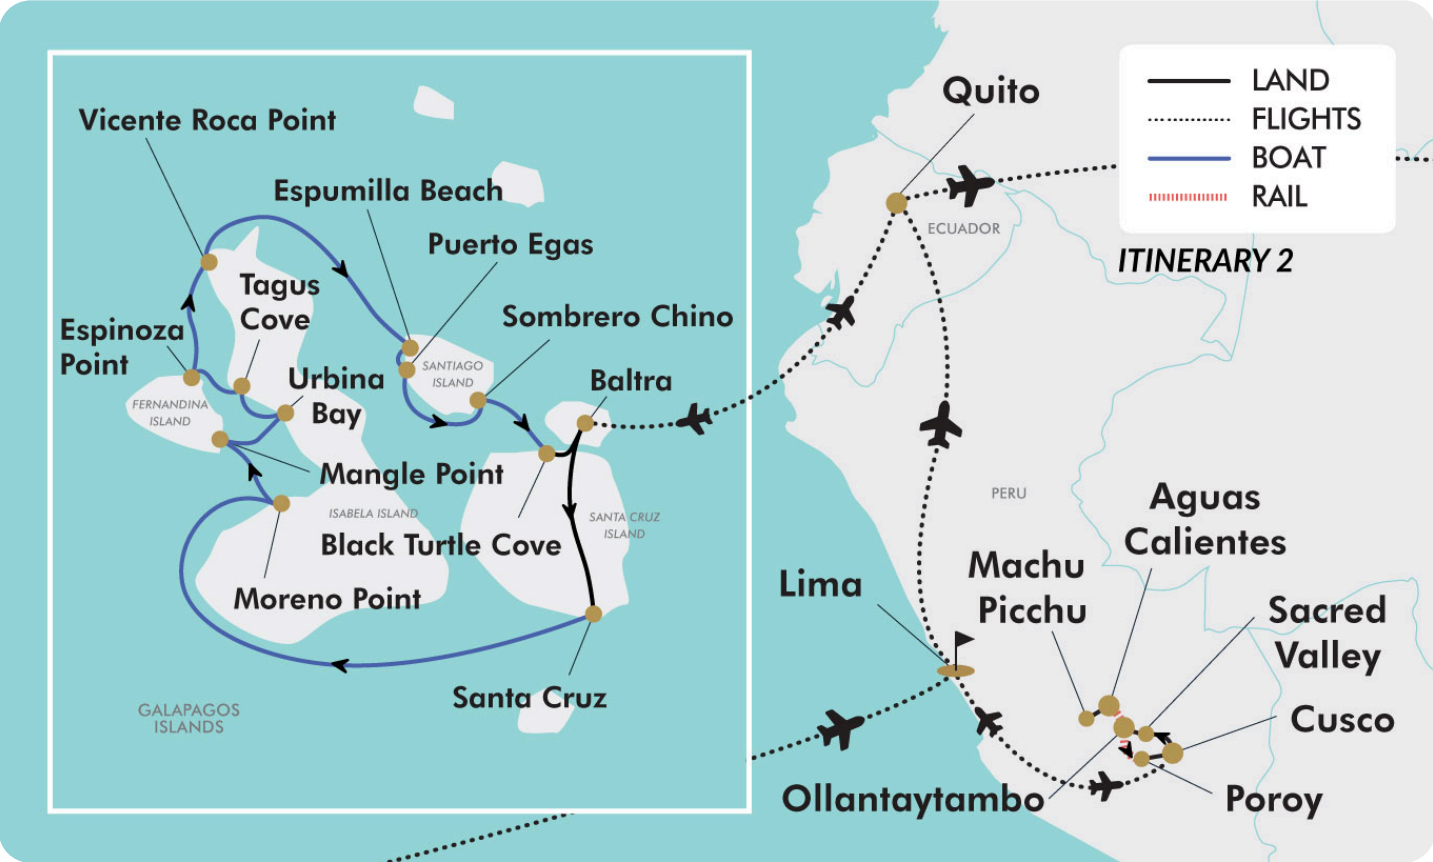 Vicente Roca Point
Espumilla Beach
Puerto Egas
Tagus
Cove
Sombrero Chino
Espinoza
Point
SANTIAGO
ISLAND
Urbina
Bay
Baltra
FERNANDINA
ISLAND
Mangle Point
ISABELA ISLAND
SANTA CRUZ
ISLAND
Black Turtle Cove
Moreno Point
Santa Cruz
GALAPAGOS
ISLANDS
Quito
ECUADOR
LAND
FLIGHTS
BOAT
RAIL
ITINERARY 2
PERU
Aguas
Calientes
Machu
Picchu
Lima
Sacred
Valley
Cusco
Ollantaytambo
Poroy